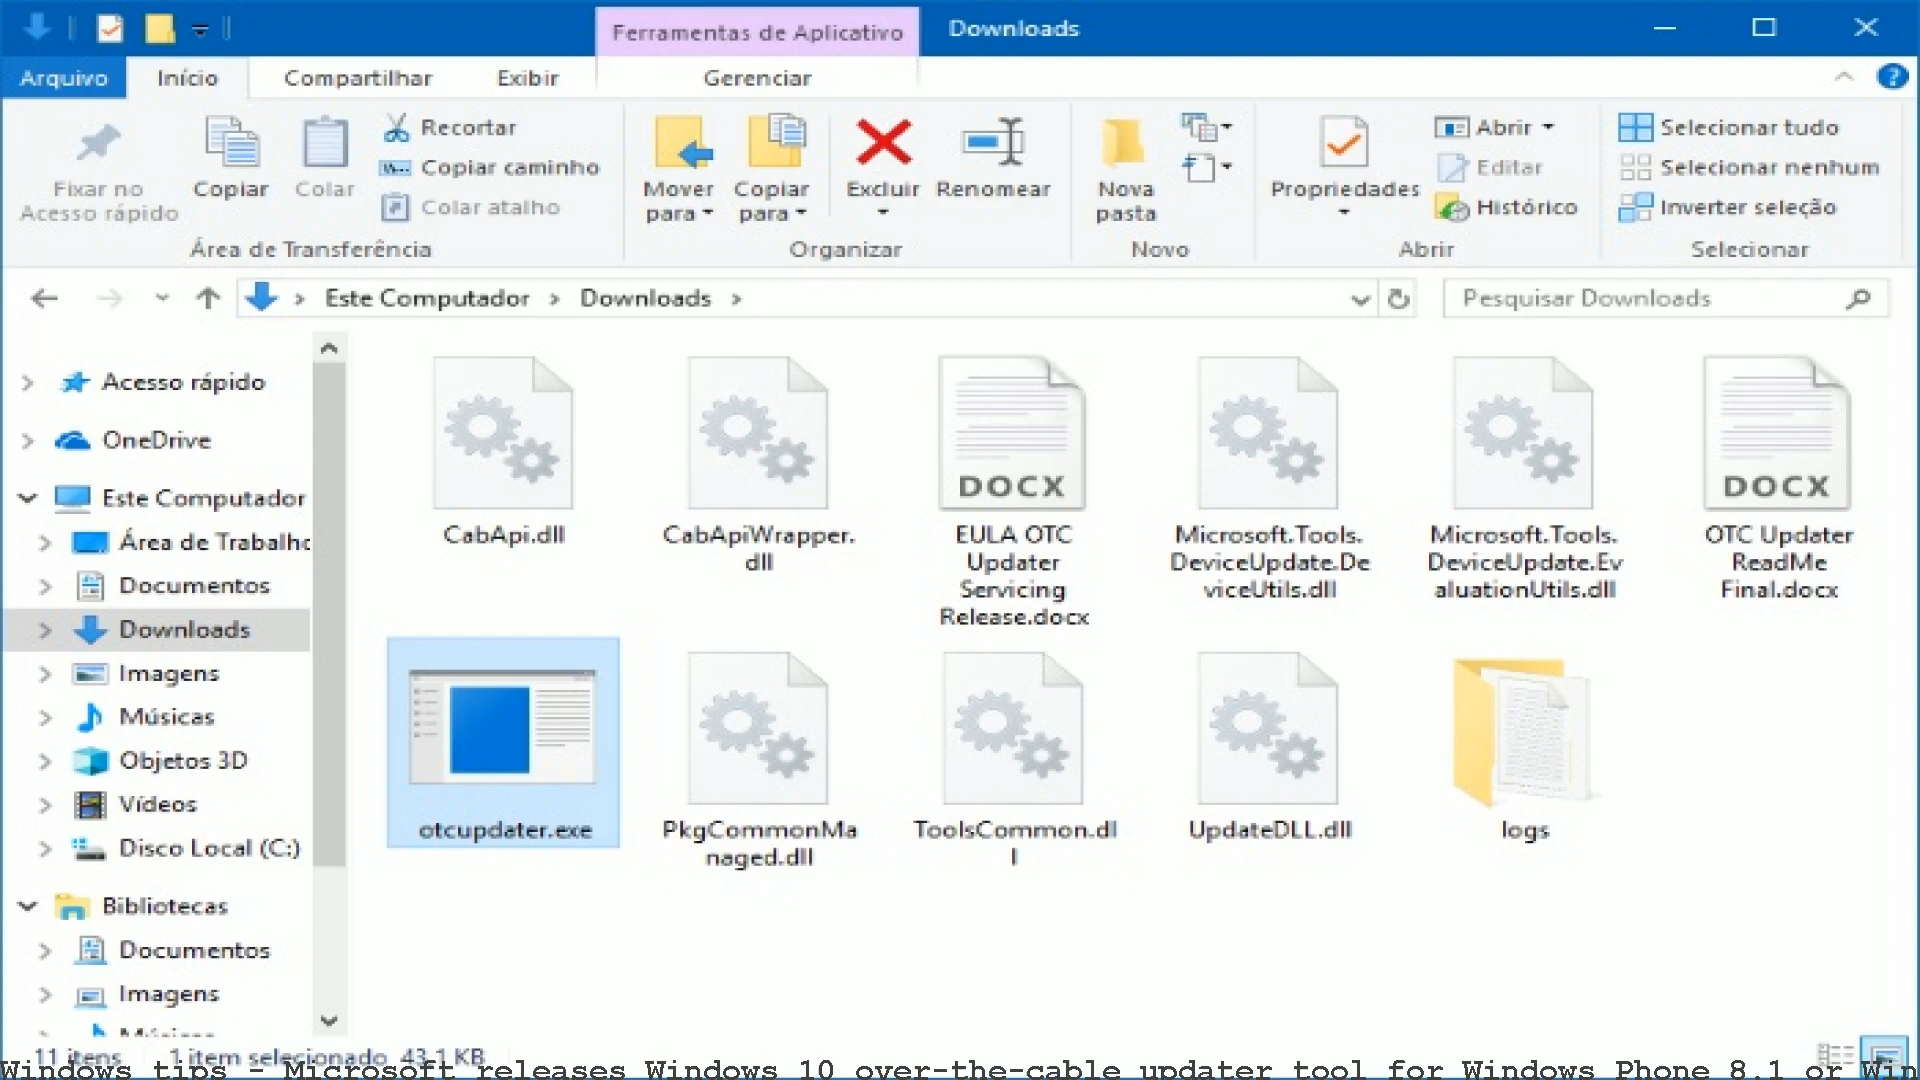 Ferramentas de Aplicativo
Downloads
Arquivo
Início
Compartilhar
Exibir
Gerenciar
Fixar no
Acesso rápido
Copiar
Colar
Recortar
Copiar caminho
Colar atalho
Área de Transferência
Mover
para
Copiar
para
Excluir
Renomear
Organizar
Nova
pasta
Novo
Propriedades
Abrir
Editar
Histórico
Abrir
Selecionar tudo
Selecionar nenhum
Inverter seleção
Selecionar
Este Computador
Downloads
Pesquisar Downloads
Acesso rápido
OneDrive
Este Computador
Área de Trabalho
Documentos
Downloads
Imagens
Músicas
Objetos 3D
Vídeos
Disco Local (C:)
Bibliotecas
Documentos
Imagens
Músicas
CabApi.dll
CabApiWrapper.
dll
DOCX
EULA OTC
Updater
Servicing
Release.docx
Microsoft.Tools.
DeviceUpdate.De
viceUtils.dll
Microsoft.Tools.
DeviceUpdate.Ev
aluationUtils.dll
DOCX
OTC Updater
ReadMe
Final.docx
otcupdater.exe
PkgCommonMa
naged.dll
ToolsCommon.dl
l
UpdateDLL.dll
logs
11 itens
1 item selecionado 43,1 KB
Windows tips - Microsoft releases Windows 10 over-the-cable updater tool for Windows Phone 8.1 or Win